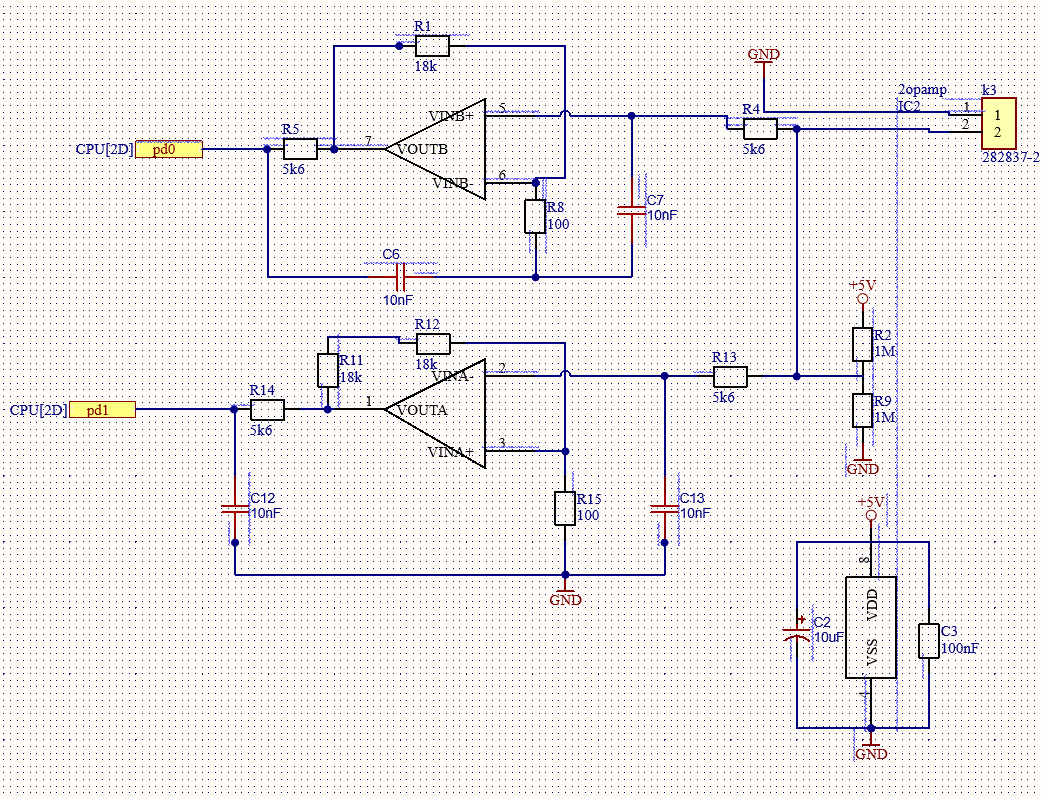 R1
18k
GND
2opamp
IC2
k3
R4
5k6
1
1
2
2
282837-2
VINB+
5
R5
5k6
CPU[2D]
pd0
7
VOUTB
VINB-
6
R8
100
C7
10nF
C6
10nF
+5V
R2
1M
R12
18k
R11
18k
VINA-
2
R13
5k6
R14
5k6
CPU[2D]
pd1
1
VOUTA
R9
1M
VINA+
3
GND
C12
10nF
R15
100
C13
10nF
+5V
8
VDD
GND
C2
10uF
VSS
C3
100nF
4
GND